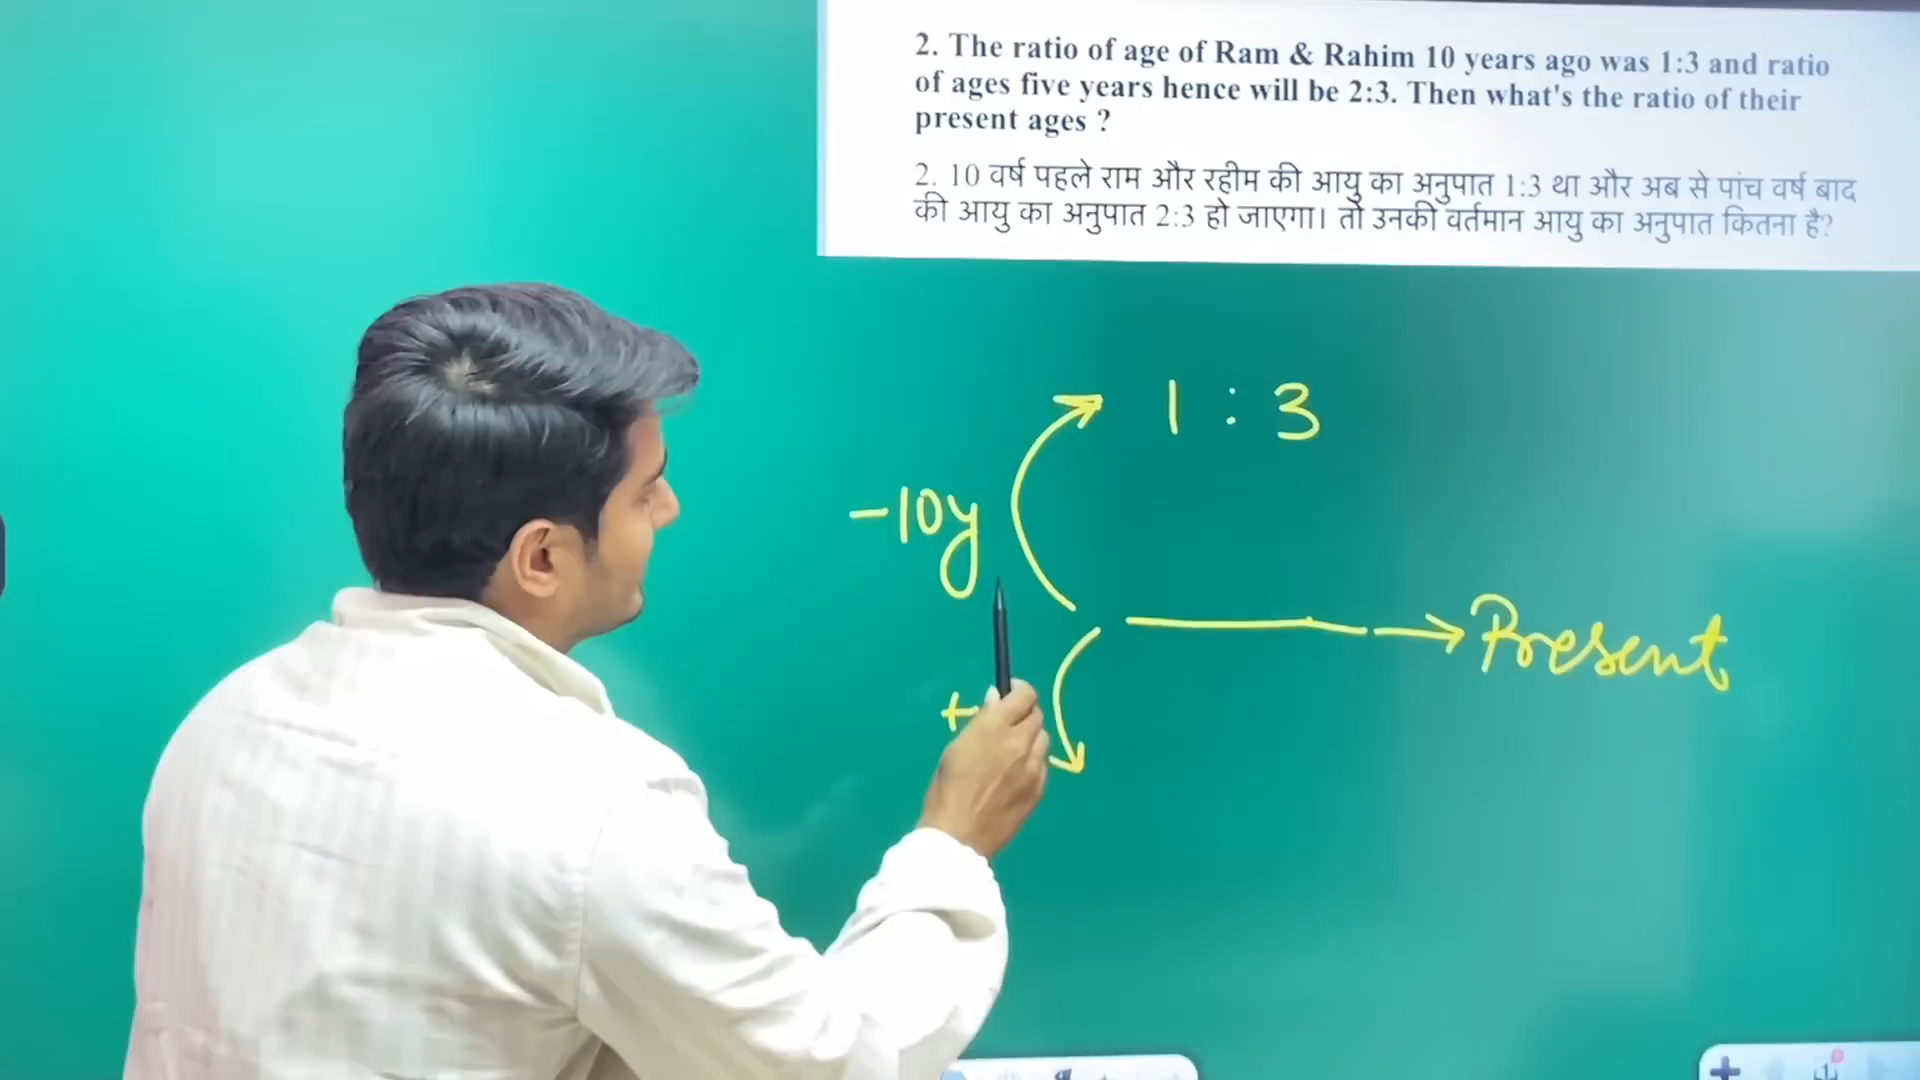 2. The ratio of age of Ram & Rahim 10 years ago was 1:3 and ratio
of ages five years hence will be 2:3. Then what's the ratio of their
present ages ?
2. 10 वर्ष पहले राम और रहीम की आयु का अनुपात 1:3 था और अब से पांच वर्ष बाद
की आयु का अनुपात 2:3 हो जाएगा। तो उनकी वर्तमान आयु का अनुपात कितना है?
1 : 3
-10y
Present
+